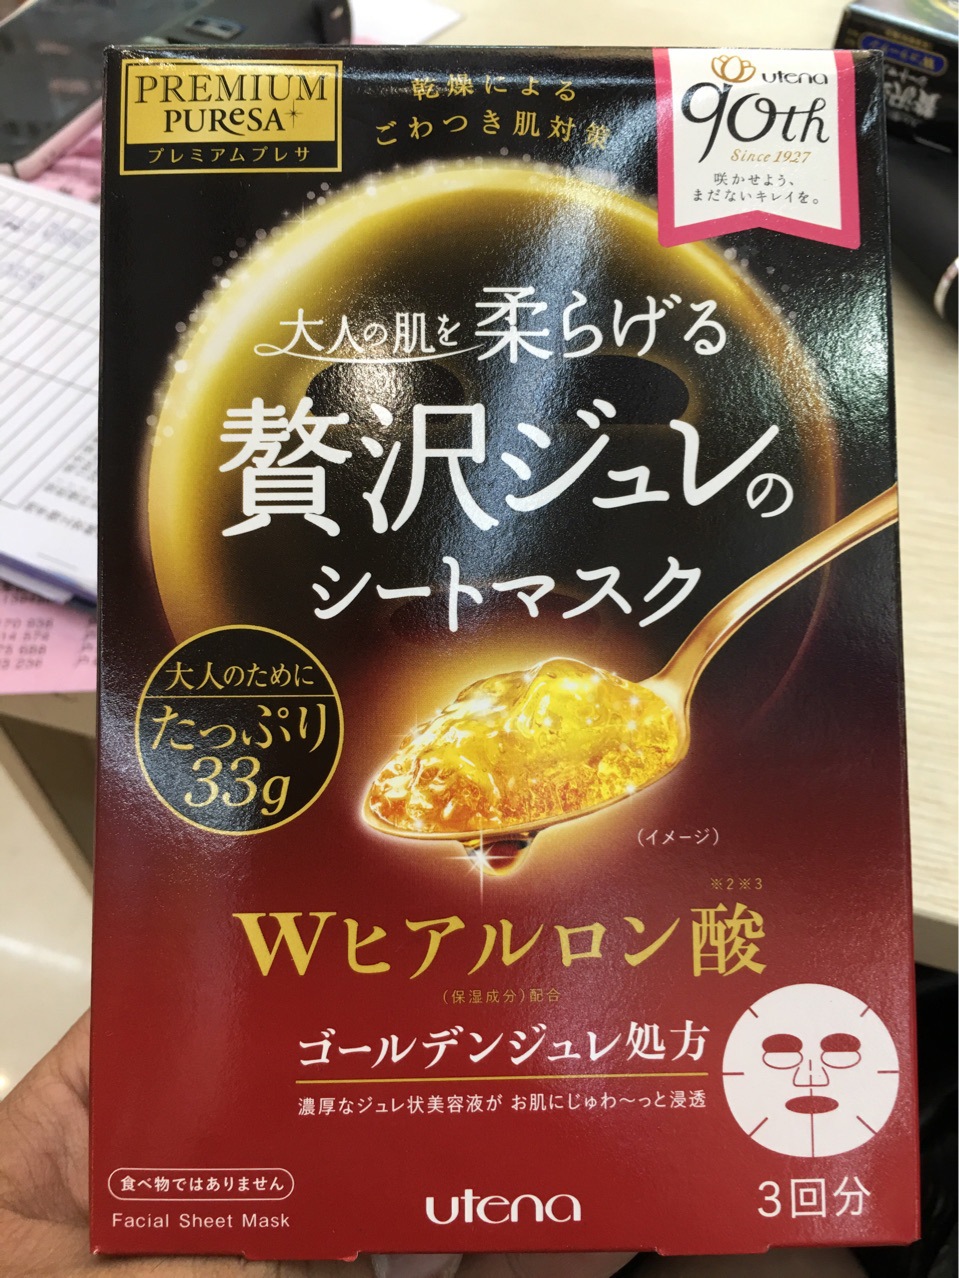 PREMIUM
PUReSA
プレミアムプレサ
乾燥による
ごわつき肌対策
utena
90th
Since 1927
咲かせよう、
まだないキレイを。
大人の肌を柔らげる
贅沢ジュレの
シートマスク
大人のために
たっぷり
33g
(イメージ)
※2※3
Wヒアルロン酸
(保湿成分)配合
ゴールデンジュレ処方
濃厚なジュレ状美容液が お肌にじゅわ〜っと浸透
食べ物ではありません
Facial Sheet Mask
utena
3回分